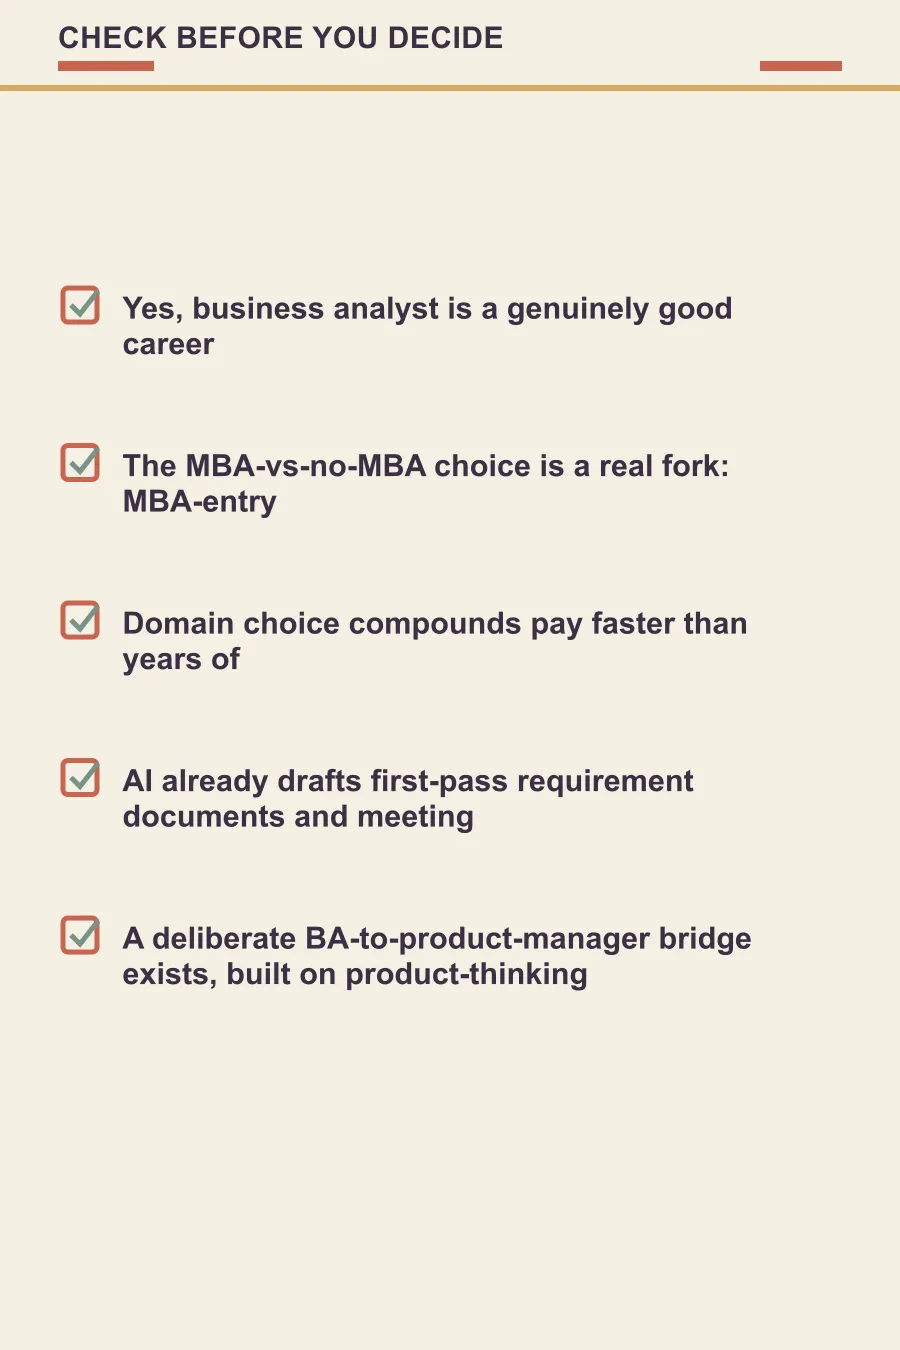 CHECK BEFORE YOU DECIDE
Yes, business analyst is a genuinely good
career
The MBA-vs-no-MBA choice is a real fork:
MBA-entry
Domain choice compounds pay faster than
years of
AI already drafts first-pass requirement
documents and meeting
A deliberate BA-to-product-manager bridge
exists, built on product-thinking